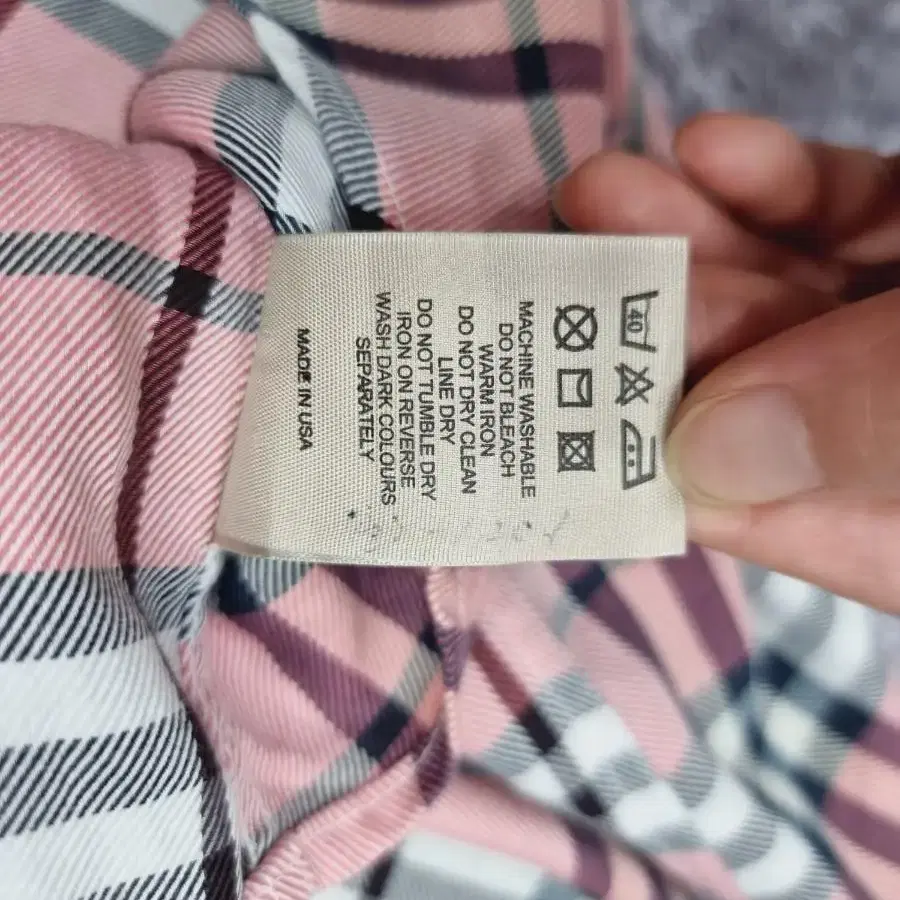 40
MACHINE WASHABLE
DO NOT BLEACH
WARM IRON
DO NOT DRY CLEAN
LINE DRY
DO NOT TUMBLE DRY
IRON ON REVERSE
WASH DARK COLOURS
SEPARATELY
MADE IN USA